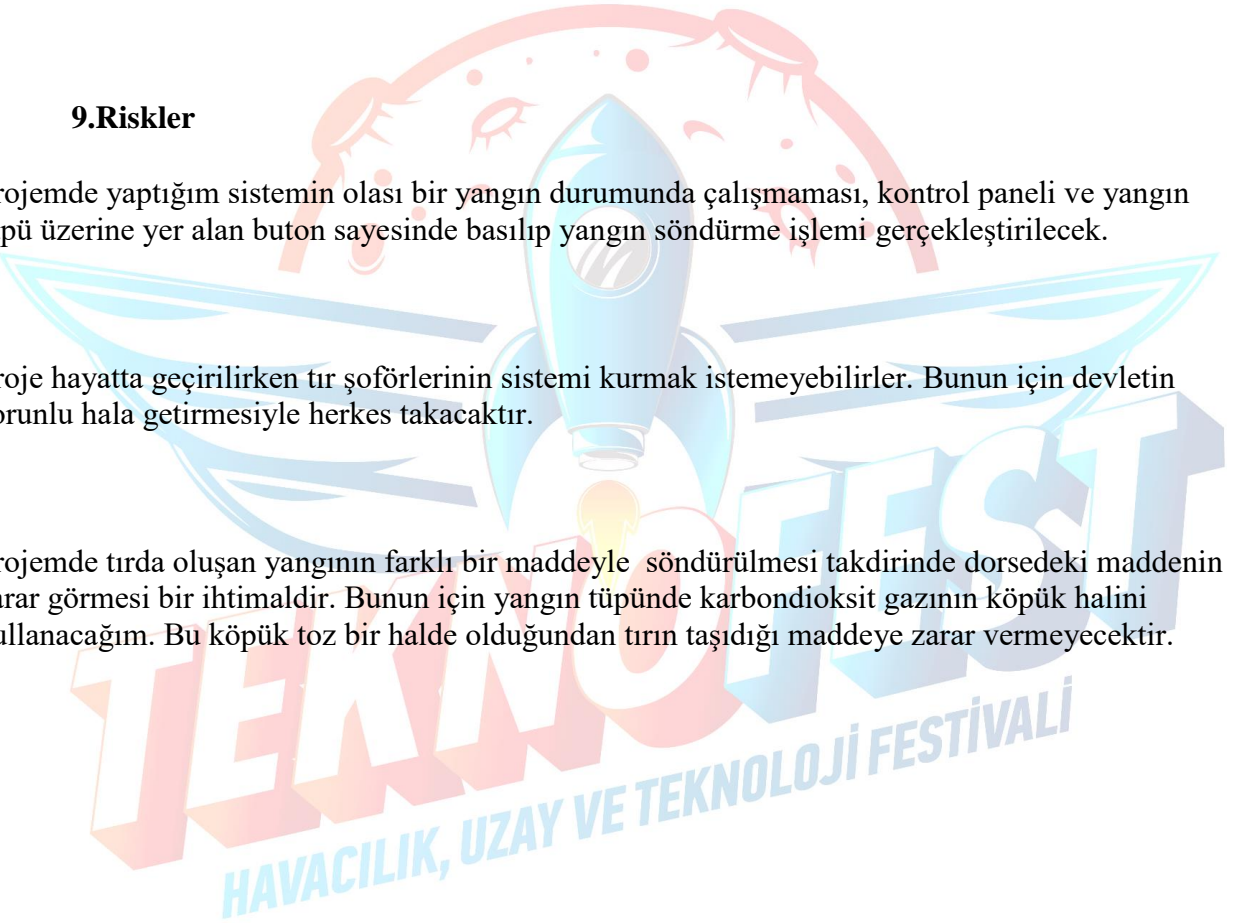 9.Riskler
rojemde yaptığım sistemin olası bir yangın durumunda çalışmaması, kontrol paneli ve yangın
pü üzerine yer alan buton sayesinde basılıp yangın söndürme işlemi gerçekleştirilecek.
roje hayatta geçirilirken tır şoförlerinin sistemi kurmak istemeyebilirler. Bunun için devletin
orunlu hala getirmesiyle herkes takacaktır.
rojemde tırda oluşan yangının farklı bir maddeyle söndürülmesi takdirinde dorsedeki maddenin
arar görmesi bir ihtimaldir. Bunun için yangın tüpünde karbondioksit gazının köpük halini
ullanacağım. Bu köpük toz bir halde olduğundan tırın taşıdığı maddeye zarar vermeyecektir.
TEKNOFEST
HAVACILIK, UZAY VE TEKNOLOJİ FESTİVALİ